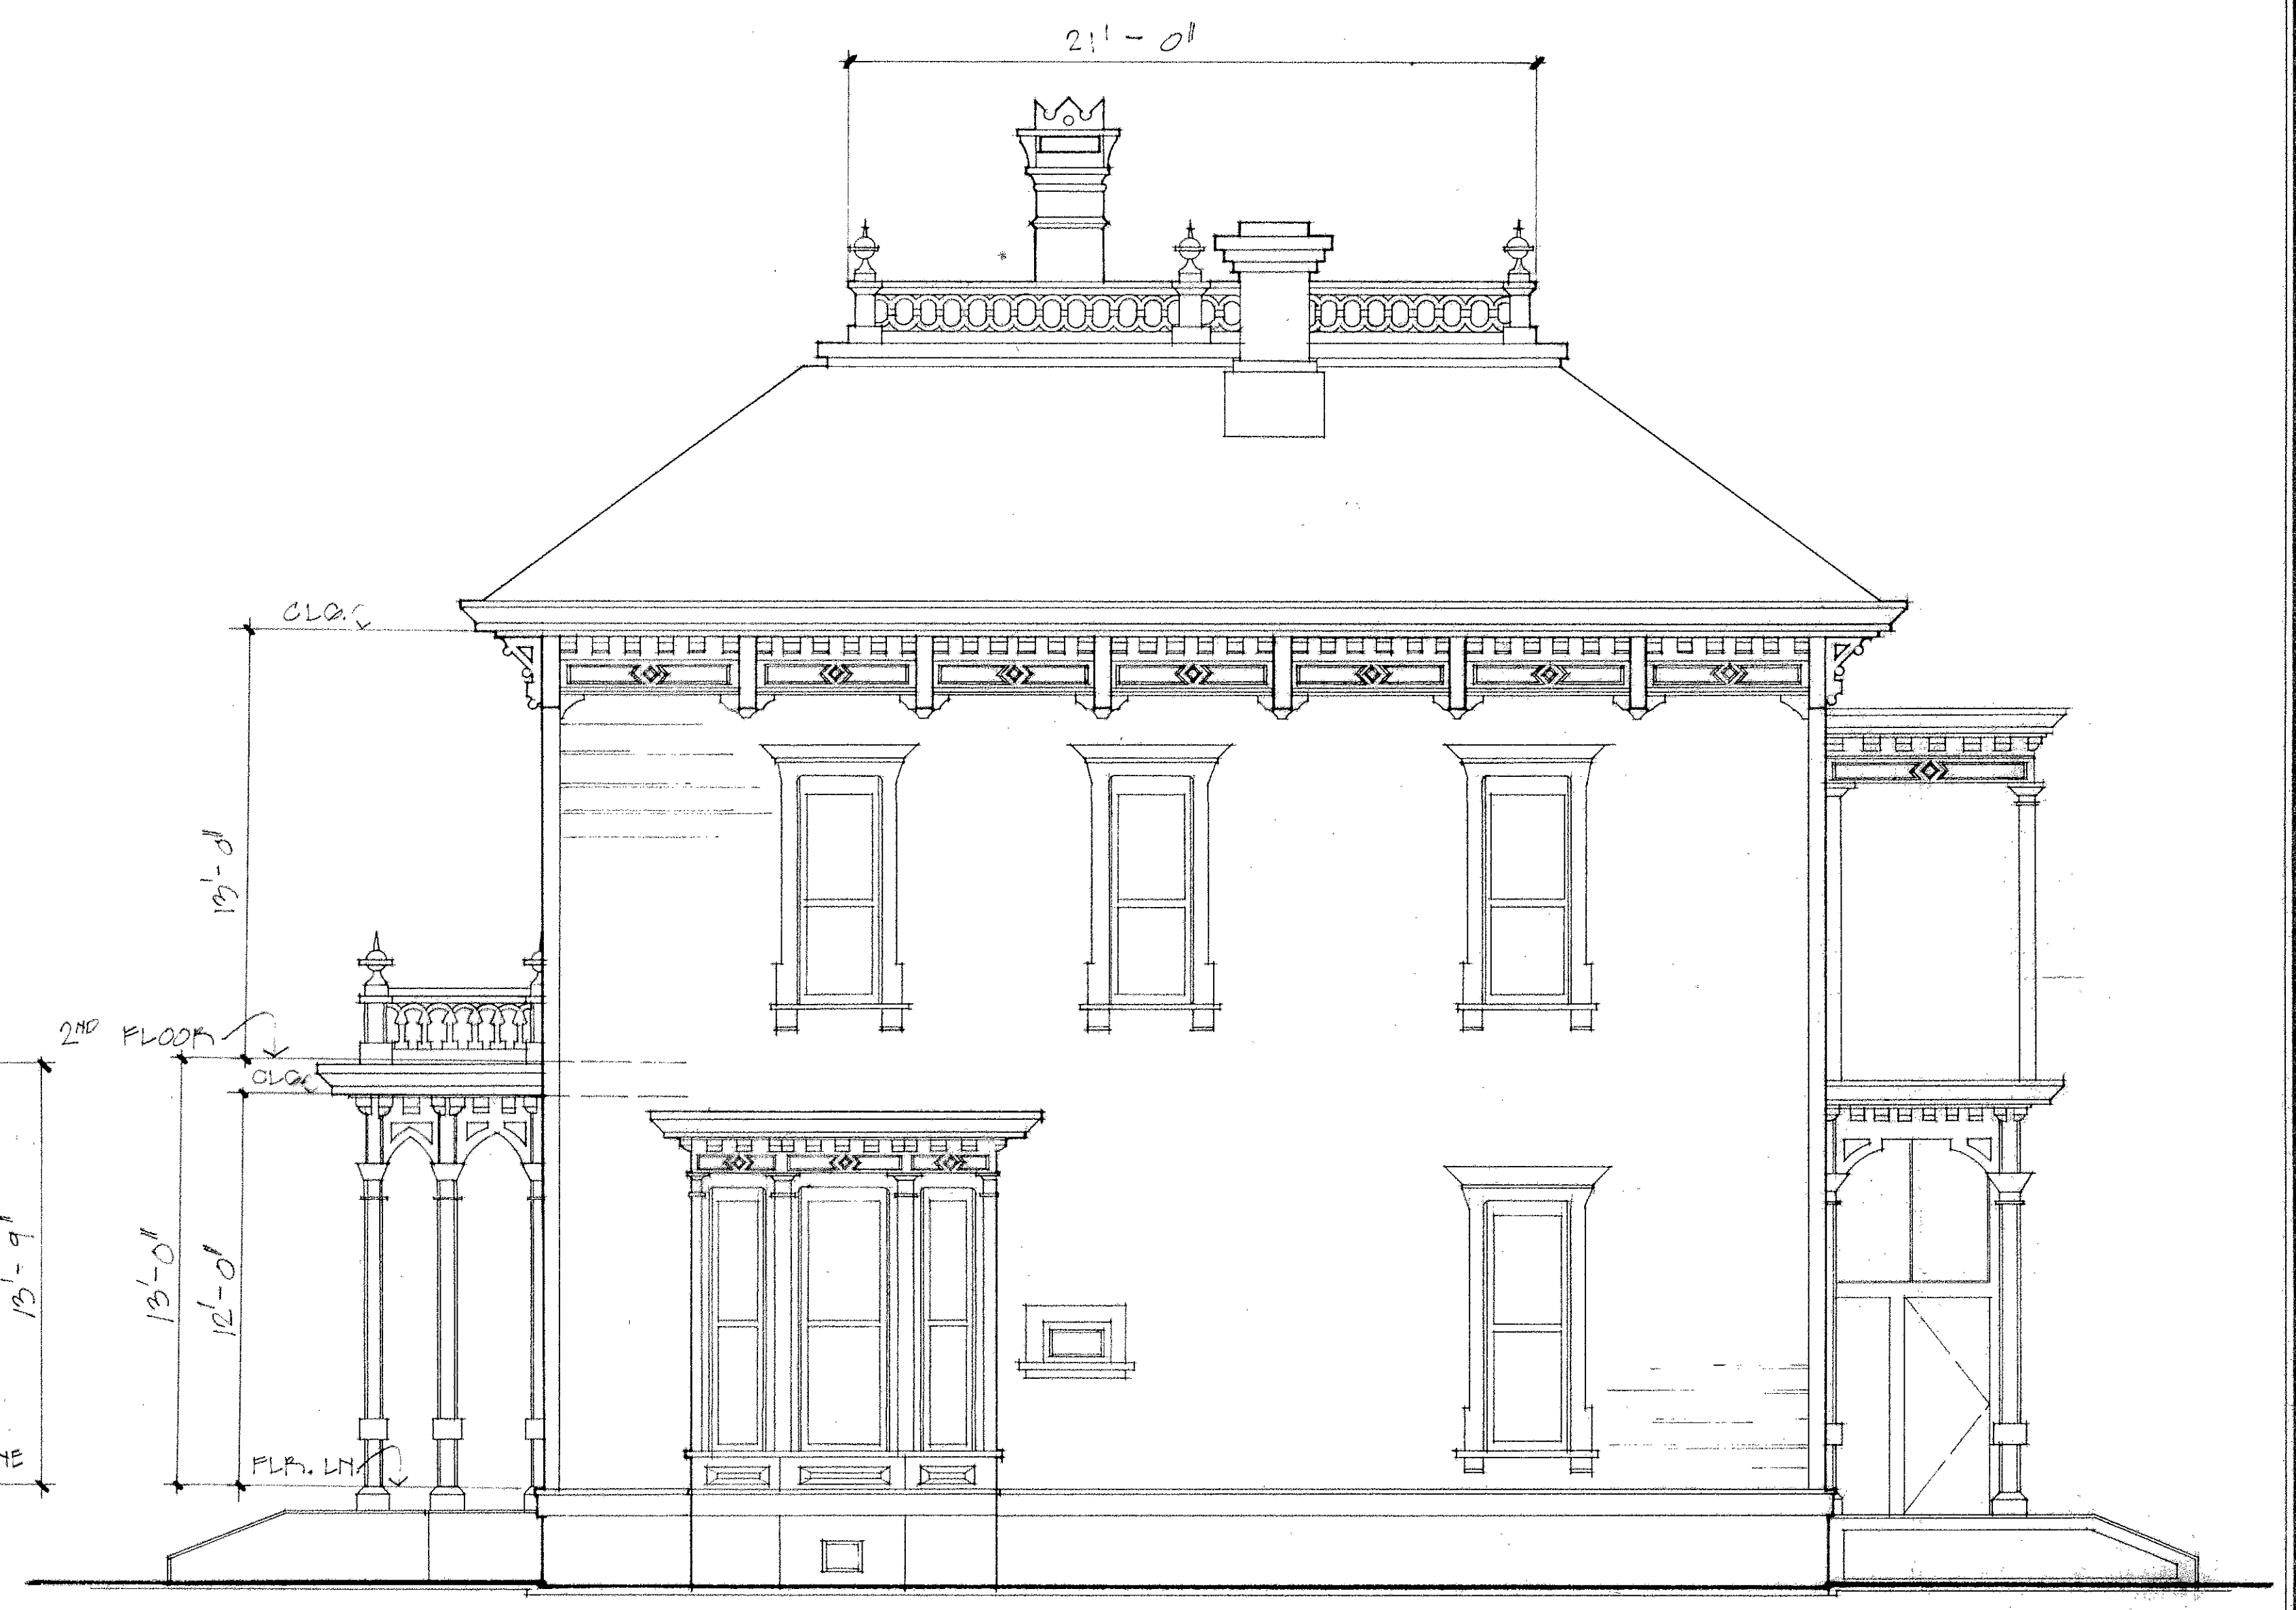 21'-0"
CLG.
13'-0"
2ND FLOOR
CLG.
13'-9"
13'-0"
12'-0"
FLR. LN.